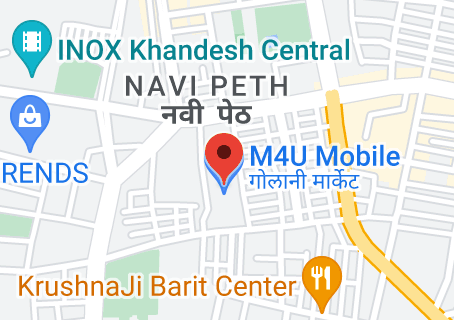 INOX Khandesh Central
NAVI PETH
नवी पेठ
M4U Mobile
गोलानी मार्केट
RENDS
KrushnaJi Barit Center